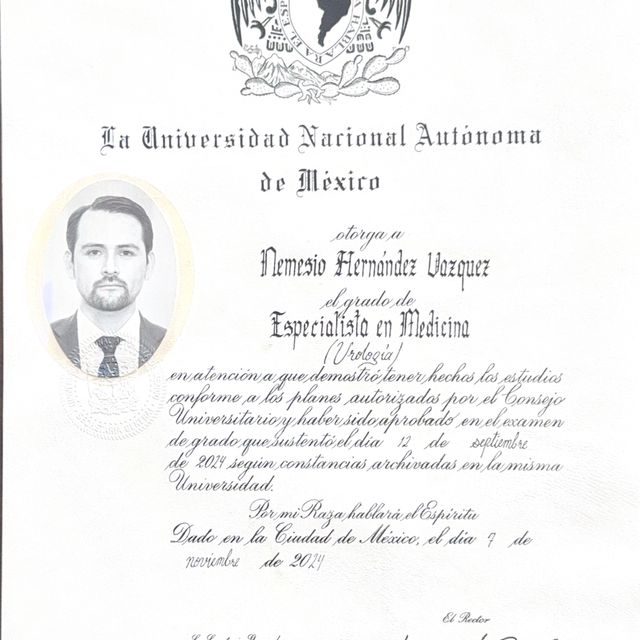 HABLARA EL ESP
La Universidad Nacional Autónoma
de México
otorga a
Nemesio Hernández Vazquez
el grado de
Especialista en Medicina
(Urología)
en atención a que demostró tener hechos los estudios
conforme a los planes autorizados por el Consejo
Universitario y haber sido aprobado en el examen
de grado que sustentó el día 12 de septiembre
de 2024 según constancias archivadas en la misma
Universidad.
Por mi Raza hablará el Espíritu
Dado en la Ciudad de México, el día 7 de
noviembre de 2024
El Rector